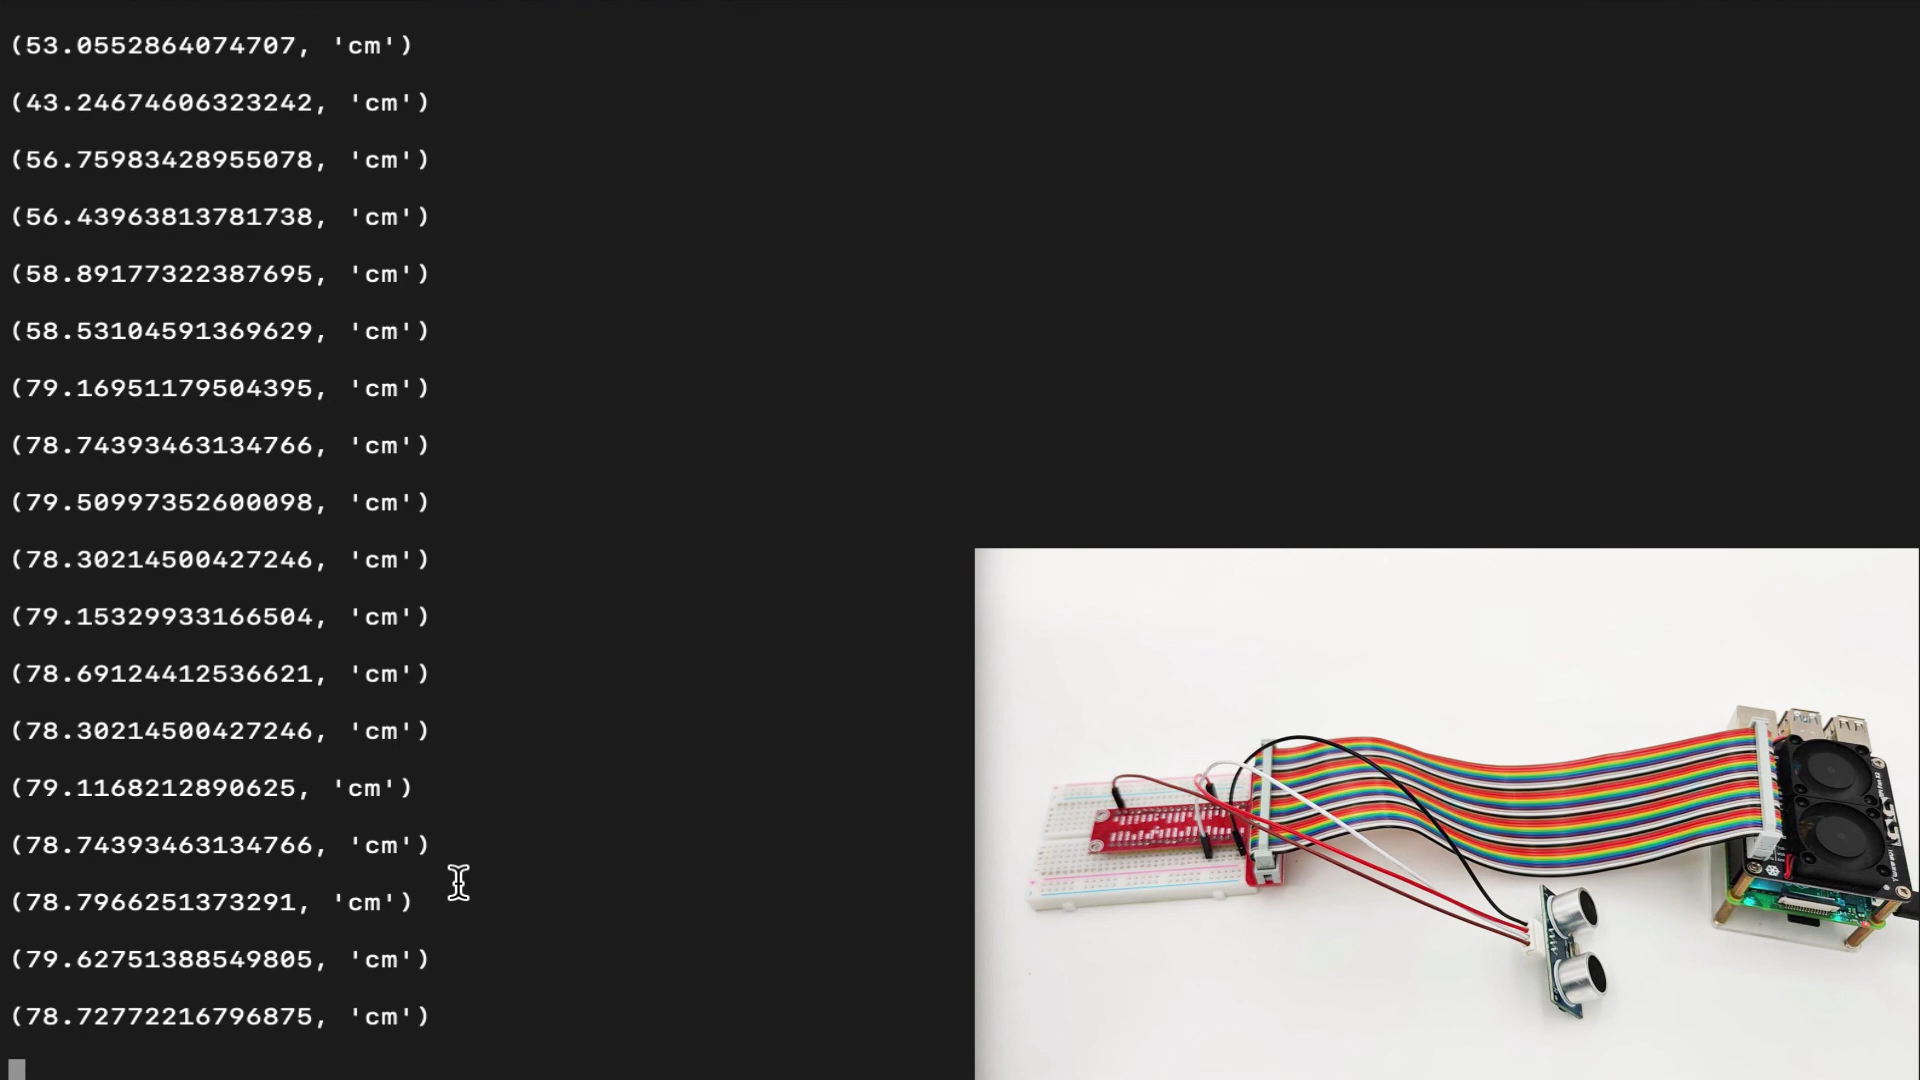 (53.0552864074707, 'cm')
(43.24674606323242, 'cm')
(56.75983428955078, 'cm')
(56.43963813781738, 'cm')
(58.89177322387695, 'cm')
(58.53104591369629, 'cm')
(79.16951179504395, 'cm')
(78.74393463134766, 'cm')
(79.50997352600098, 'cm')
(78.30214500427246, 'cm')
(79.15329933166504, 'cm')
(78.69124412536621, 'cm')
(78.30214500427246, 'cm')
(79.1168212890625, 'cm')
(78.74393463134766, 'cm')
(78.7966251373291, 'cm')
(79.62751388549805, 'cm')
(78.72772216796875, 'cm')